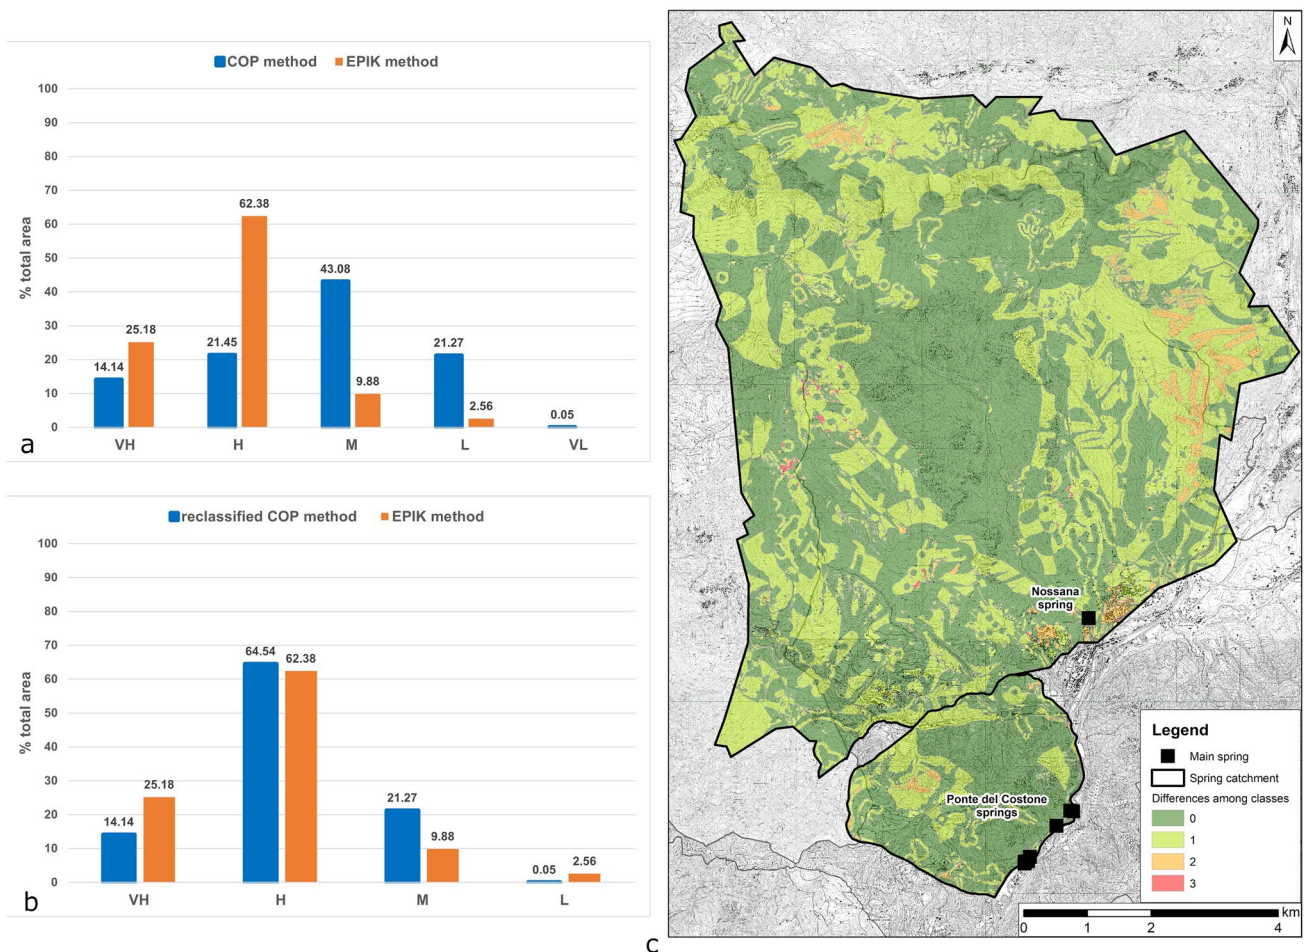 COP method EPIK method
100
90
80
70
60
50
40
30
20
10
0
% total area
14.14
25.18
21.45
62.38
43.08
9.88
21.27
2.56
0.05
VH H M L VL
a
reclassified COP method EPIK method
100
90
80
70
60
50
40
30
20
10
0
% total area
14.14
25.18
64.54
62.38
21.27
9.88
0.05
2.56
VH H M L
b
N
Nossana
spring
Ponte del Costone
springs
Legend
Main spring
Spring catchment
Differences among classes
0
1
2
3
km
0 1 2 4
c